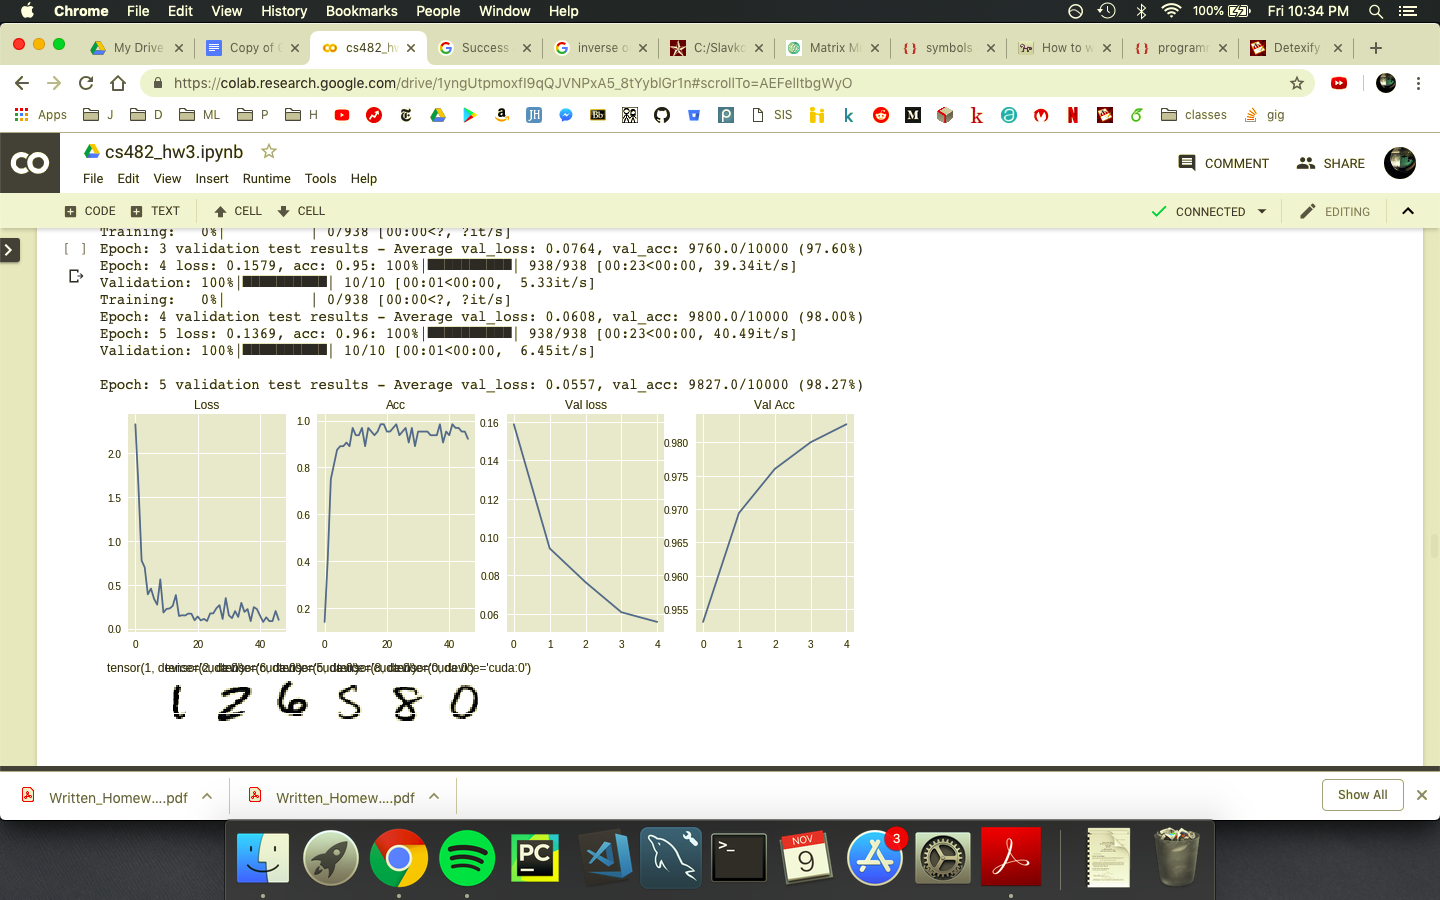 Chrome File Edit View History Bookmarks People Window Help 100% Fri 10:34 PM
My Drive Copy of cs482_hw Success inverse o C:/Slavko Matrix M symbols How to w program Detexify
https://colab.research.google.com/drive/1yngUtpmoxfI9qQJVNPxA5_8tYyblGr1n#scrollTo=AEFelltbgWyO
Apps J D ML P H SIS classes gig
cs482_hw3.ipynb
COMMENT SHARE
File Edit View Insert Runtime Tools Help
CODE TEXT CELL CELL CONNECTED EDITING
Training: 0%| | 0/938 [00:00<?, ?it/s]
[ ] Epoch: 3 validation test results - Average val_loss: 0.0764, val_acc: 9760.0/10000 (97.60%)
Epoch: 4 loss: 0.1579, acc: 0.95: 100%|██████████| 938/938 [00:23<00:00, 39.34it/s]
Validation: 100%|██████████| 10/10 [00:01<00:00, 5.33it/s]
Training: 0%| | 0/938 [00:00<?, ?it/s]
Epoch: 4 validation test results - Average val_loss: 0.0608, val_acc: 9800.0/10000 (98.00%)
Epoch: 5 loss: 0.1369, acc: 0.96: 100%|██████████| 938/938 [00:23<00:00, 40.49it/s]
Validation: 100%|██████████| 10/10 [00:01<00:00, 6.45it/s]
Epoch: 5 validation test results - Average val_loss: 0.0557, val_acc: 9827.0/10000 (98.27%)
Loss Acc Val loss Val Acc
2.0 1.5 1.0 0.5 0.0
0 20 40
1.0 0.8 0.6 0.4 0.2
0 20 40
0.16 0.14 0.12 0.10 0.08 0.06
0 1 2 3 4
0.980 0.975 0.970 0.965 0.960 0.955
0 1 2 3 4
tensor(1, device='cuda:0')
1 2 6 5 8 0
Written_Homew....pdf Written_Homew....pdf Show All
PC >_ NOV 9 3